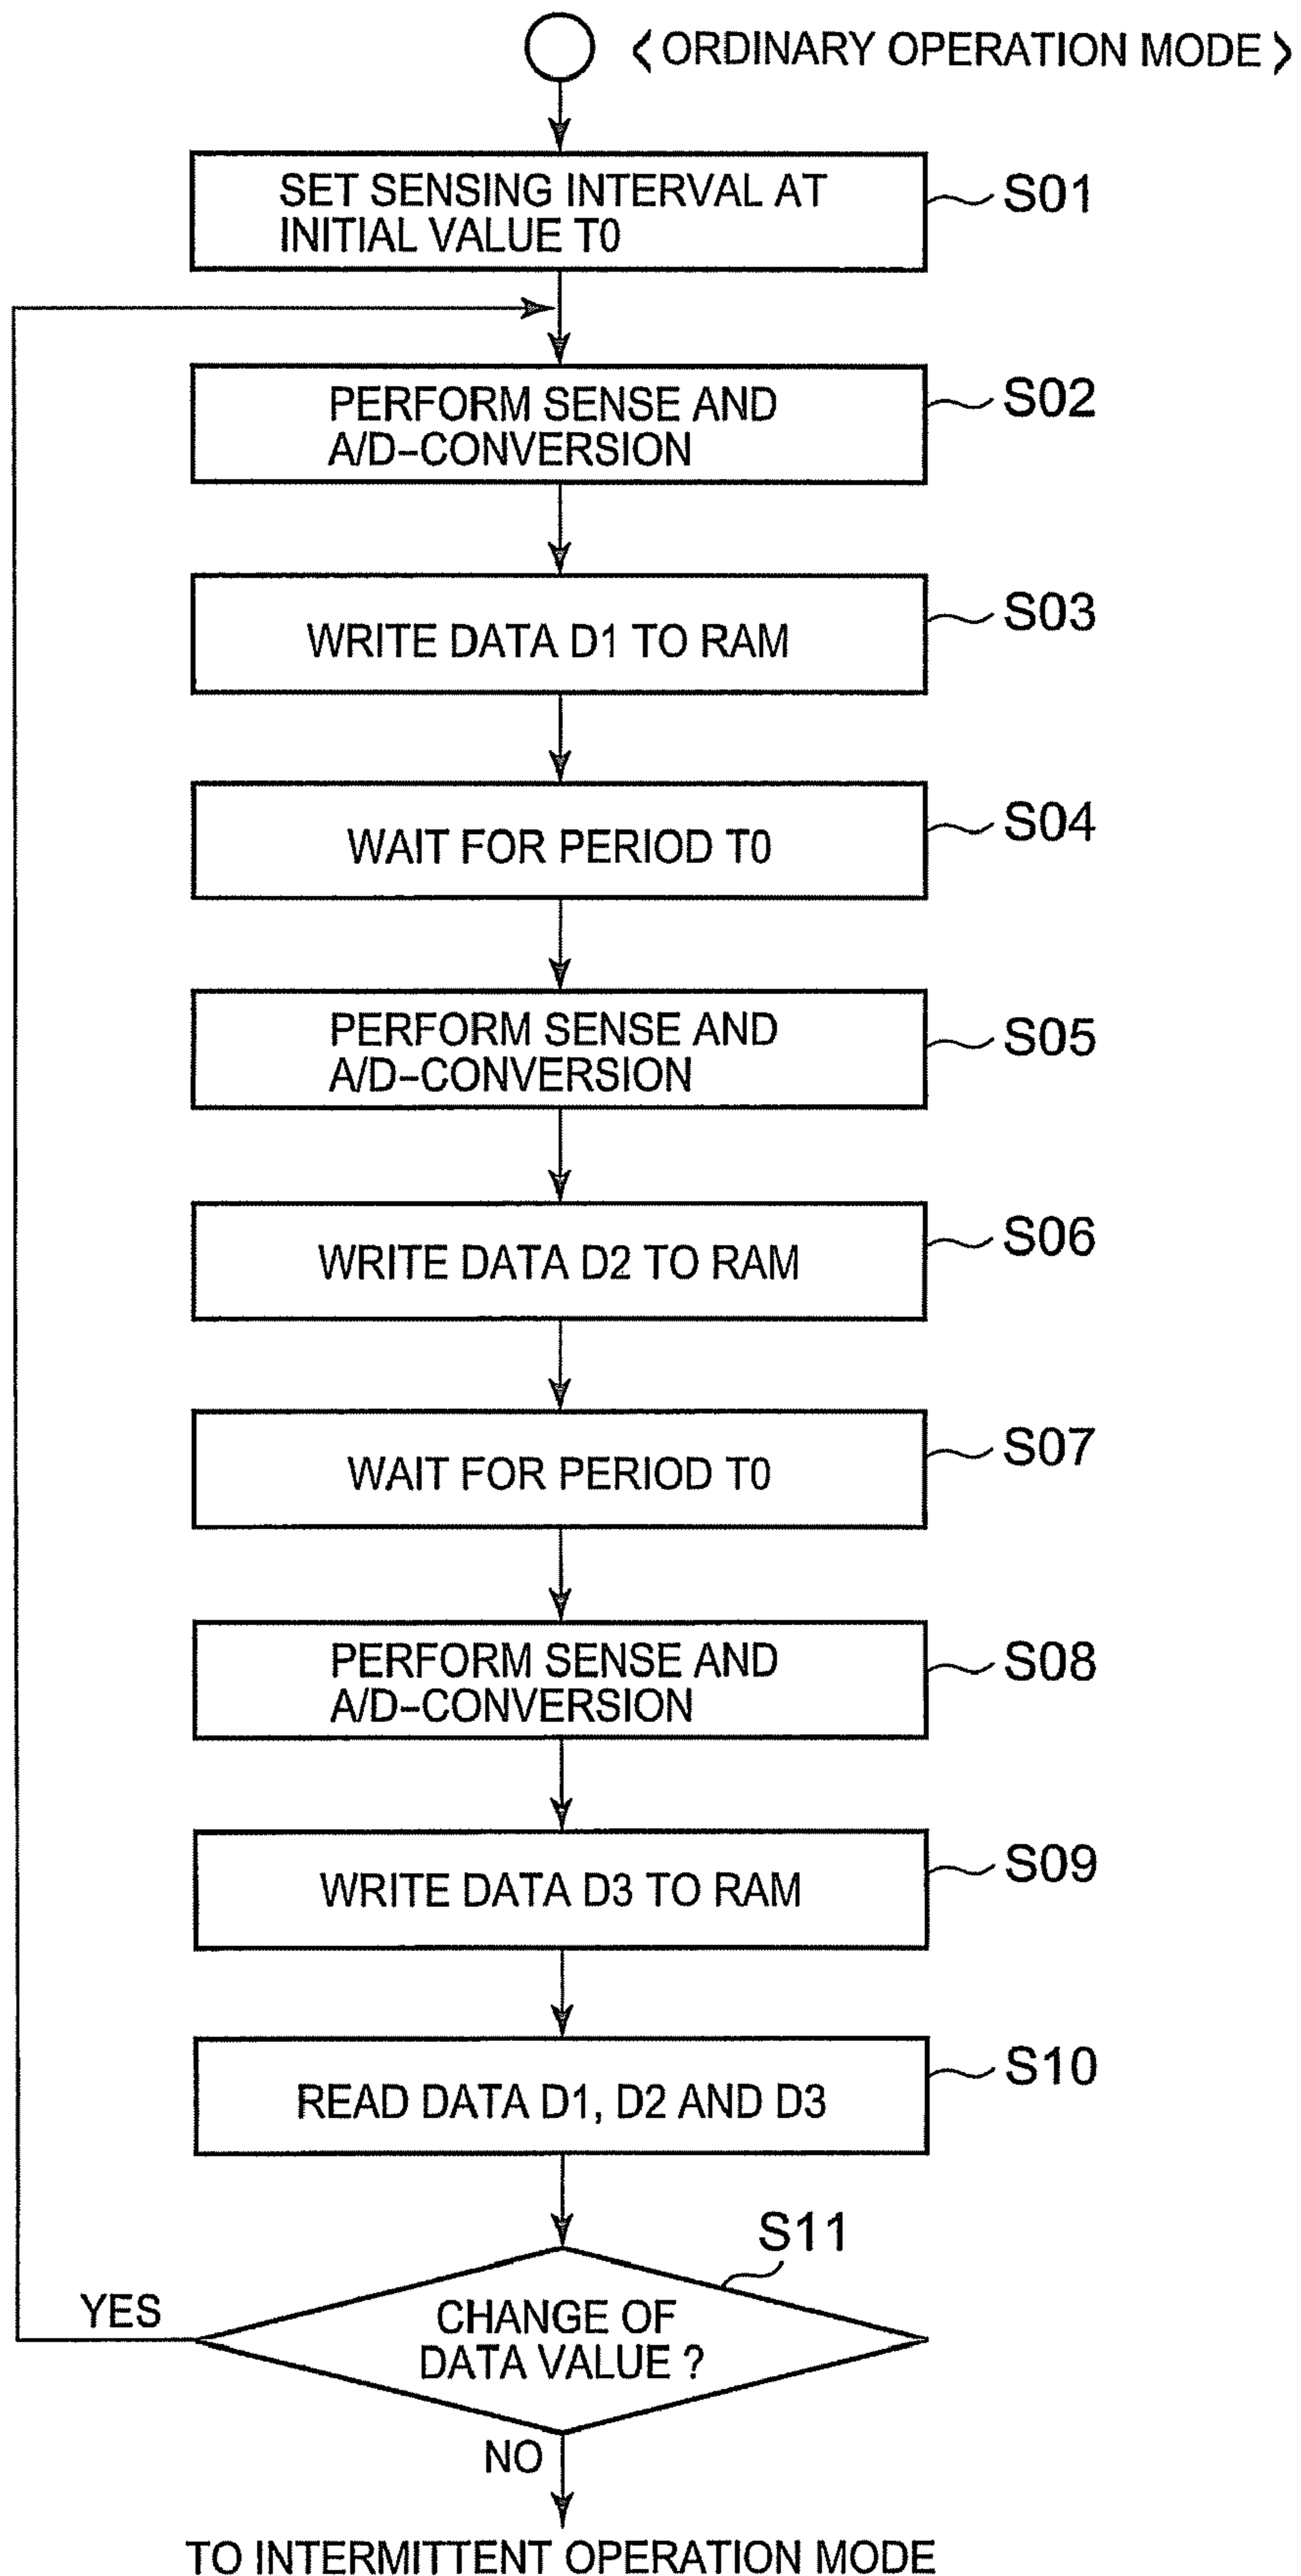 < ORDINARY OPERATION MODE >
SET SENSING INTERVAL AT
INITIAL VALUE T0
S01
PERFORM SENSE AND
A/D-CONVERSION
S02
WRITE DATA D1 TO RAM
S03
WAIT FOR PERIOD T0
S04
PERFORM SENSE AND
A/D-CONVERSION
S05
WRITE DATA D2 TO RAM
S06
WAIT FOR PERIOD T0
S07
PERFORM SENSE AND
A/D-CONVERSION
S08
WRITE DATA D3 TO RAM
S09
READ DATA D1, D2 AND D3
S10
S11
YES
CHANGE OF
DATA VALUE ?
NO
TO INTERMITTENT OPERATION MODE